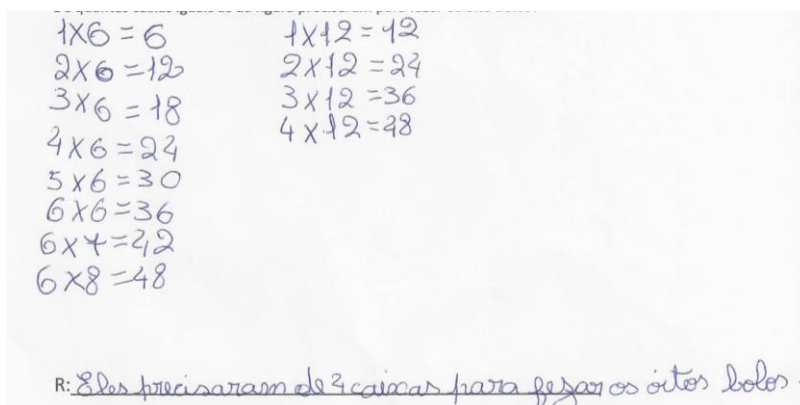 1x6=6
2x6=12
3x6=18
4x6=24
5x6=30
6x6=36
6x7=42
6x8=48
1x12=12
2x12=24
3x12=36
4x12=48
R: Eles precisaram de 4 caixas para fezar os oitos bolos.